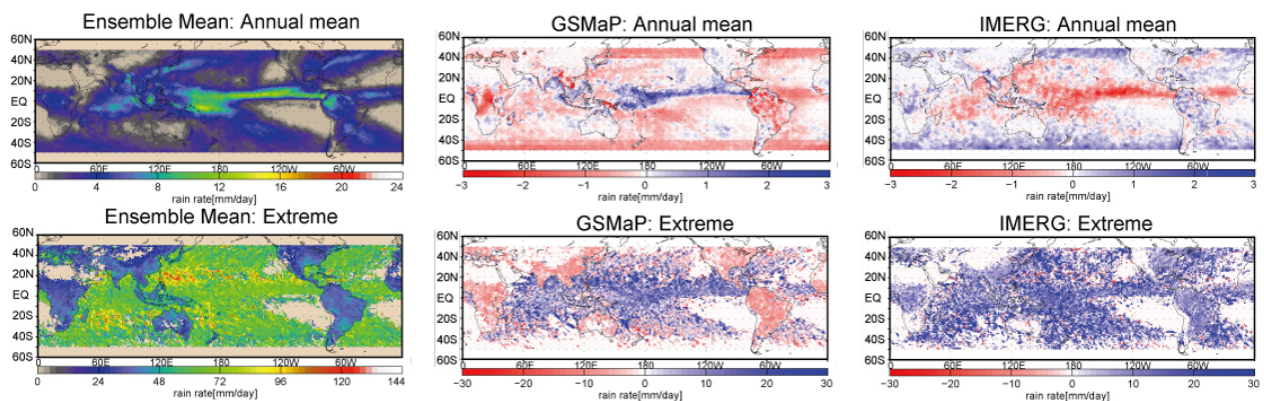 Ensemble Mean: Annual mean
60N
40N
20N
EQ
20S
40S
60S
60E 120E 180 120W 60W
0 4 8 12 16 20 24
rain rate[mm/day]
GSMaP: Annual mean
60N
40N
20N
EQ
20S
40S
60S
60E 120E 180 120W 60W
−3 −2 −1 0 1 2 3
rain rate[mm/day]
IMERG: Annual mean
60N
40N
20N
EQ
20S
40S
60S
60E 120E 180 120W 60W
−3 −2 −1 0 1 2 3
rain rate[mm/day]
Ensemble Mean: Extreme
60N
40N
20N
EQ
20S
40S
60S
0 60E 120E 180 120W 60W
0 24 48 72 96 120 144
rain rate[mm/day]
GSMaP: Extreme
60N
40N
20N
EQ
20S
40S
60S
0 60E 120E 180 120W 60W
−30 −20 −10 0 10 20 30
rain rate[mm/day]
IMERG: Extreme
60N
40N
20N
EQ
20S
40S
60S
0 60E 120E 180 120W 60W
−30 −20 −10 0 10 20 30
rain rate[mm/day]